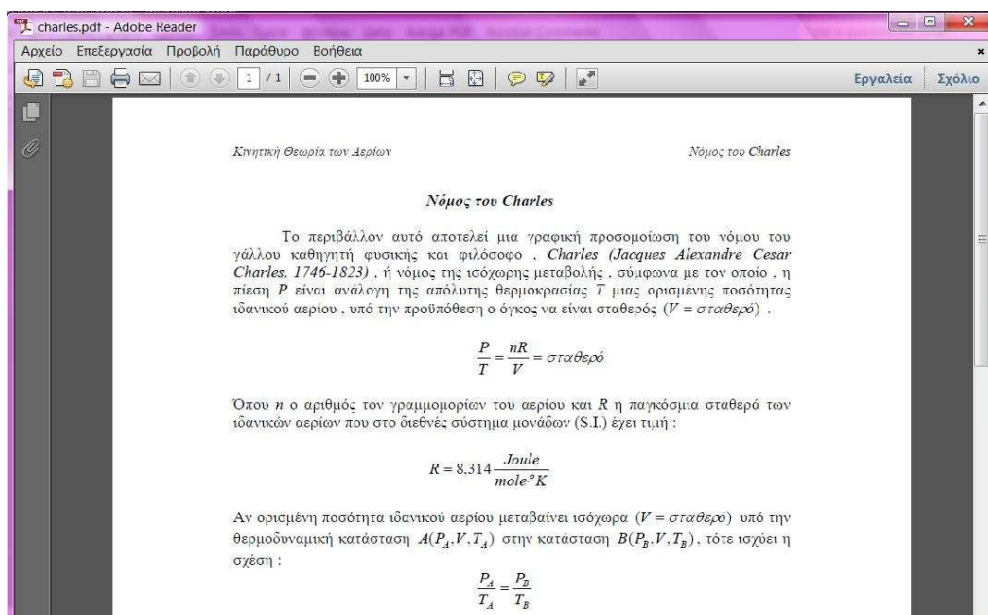 charles.pdf - Adobe Reader
Αρχείο Επεξεργασία Προβολή Παράθυρο Βοήθεια
1 / 1 100% Εργαλεία Σχόλιο
Κινητική Θεωρία των Αερίων Νόμος του Charles
Νόμος του Charles
Το περιβάλλον αυτό αποτελεί μια γραφική προσομοίωση του νόμου του
γάλλου καθηγητή φυσικής και φιλόσοφο , Charles (Jacques Alexandre Cesar
Charles, 1746-1823) , ή νόμος της ισόχωρης μεταβολής , σύμφωνα με τον οποίο , η
πίεση P είναι ανάλογη της απόλυτης θερμοκρασίας T μιας ορισμένης ποσότητας
ιδανικού αερίου , υπό την προϋπόθεση ο όγκος να είναι σταθερός (V = σταθερό) .
P/T = nR/V = σταθερό
Όπου n ο αριθμός τον γραμμομορίων του αερίου και R η παγκόσμια σταθερά των
ιδανικών αερίων που στο διεθνές σύστημα μονάδων (S.I.) έχει τιμή :
R = 8,314 Joule/mole·°K
Αν ορισμένη ποσότητα ιδανικού αερίου μεταβαίνει ισόχωρα (V = σταθερό) υπό την
θερμοδυναμική κατάσταση A(P_A,V,T_A) στην κατάσταση B(P_B,V,T_B), τότε ισχύει η
σχέση :
P_A/T_A = P_B/T_B